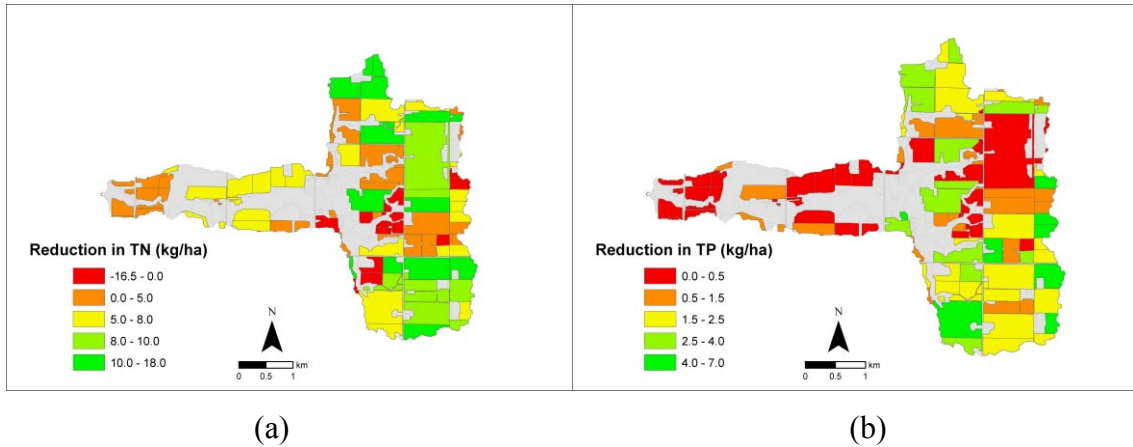 Reduction in TN (kg/ha)
-16.5 - 0.0
0.0 - 5.0
5.0 - 8.0
8.0 - 10.0
10.0 - 18.0
N
0 0.5 1 km
Reduction in TP (kg/ha)
0.0 - 0.5
0.5 - 1.5
1.5 - 2.5
2.5 - 4.0
4.0 - 7.0
N
0 0.5 1 km
(a) (b)